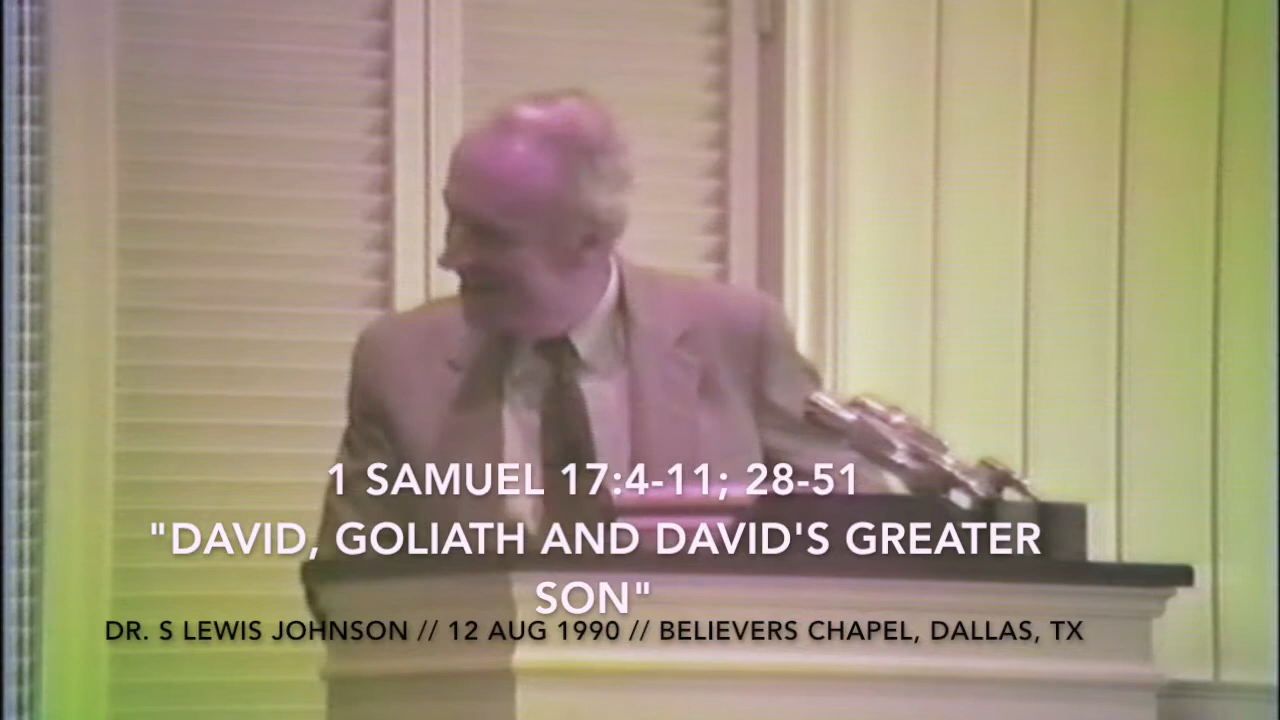 1 SAMUEL 17:4-11; 28-51
"DAVID, GOLIATH AND DAVID'S GREATER
SON"
DR. S LEWIS JOHNSON // 12 AUG 1990 // BELIEVERS CHAPEL, DALLAS, TX